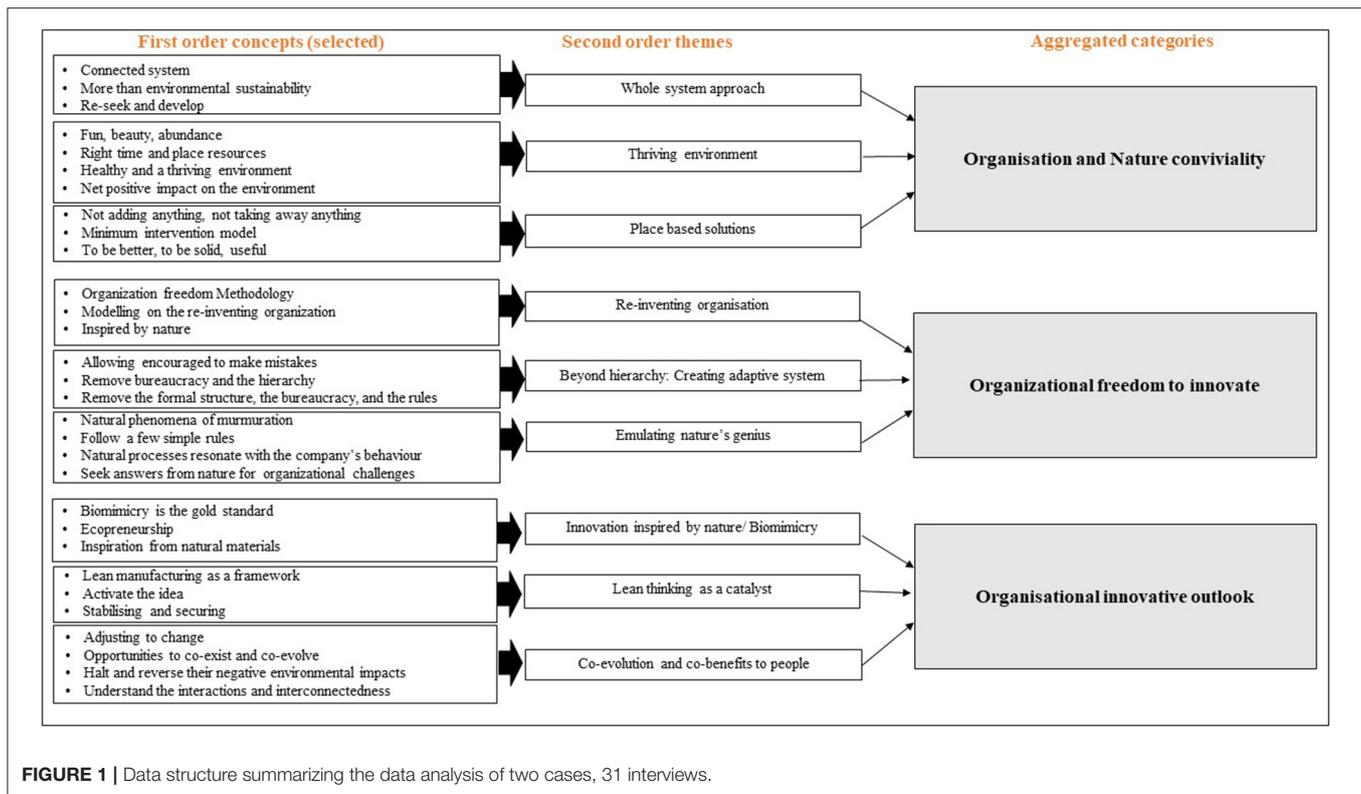 First order concepts (selected)
Second order themes
Aggregated categories
• Connected system
• More than environmental sustainability
• Re-seek and develop
Whole system approach
• Fun, beauty, abundance
• Right time and place resources
• Healthy and a thriving environment
• Net positive impact on the environment
Thriving environment
• Not adding anything, not taking away anything
• Minimum intervention model
• To be better, to be solid, useful
Place based solutions
Organisation and Nature conviviality
• Organization freedom Methodology
• Modelling on the re-inventing organization
• Inspired by nature
Re-inventing organisation
• Allowing encouraged to make mistakes
• Remove bureaucracy and the hierarchy
• Remove the formal structure, the bureaucracy, and the rules
Beyond hierarchy: Creating adaptive system
• Natural phenomena of murmuration
• Follow a few simple rules
• Natural processes resonate with the company's behaviour
• Seek answers from nature for organizational challenges
Emulating nature's genius
Organizational freedom to innovate
• Biomimicry is the gold standard
• Ecopreneurship
• Inspiration from natural materials
Innovation inspired by nature/ Biomimicry
• Lean manufacturing as a framework
• Activate the idea
• Stabilising and securing
Lean thinking as a catalyst
• Adjusting to change
• Opportunities to co-exist and co-evolve
• Halt and reverse their negative environmental impacts
• Understand the interactions and interconnectedness
Co-evolution and co-benefits to people
Organisational innovative outlook
FIGURE 1 | Data structure summarizing the data analysis of two cases, 31 interviews.